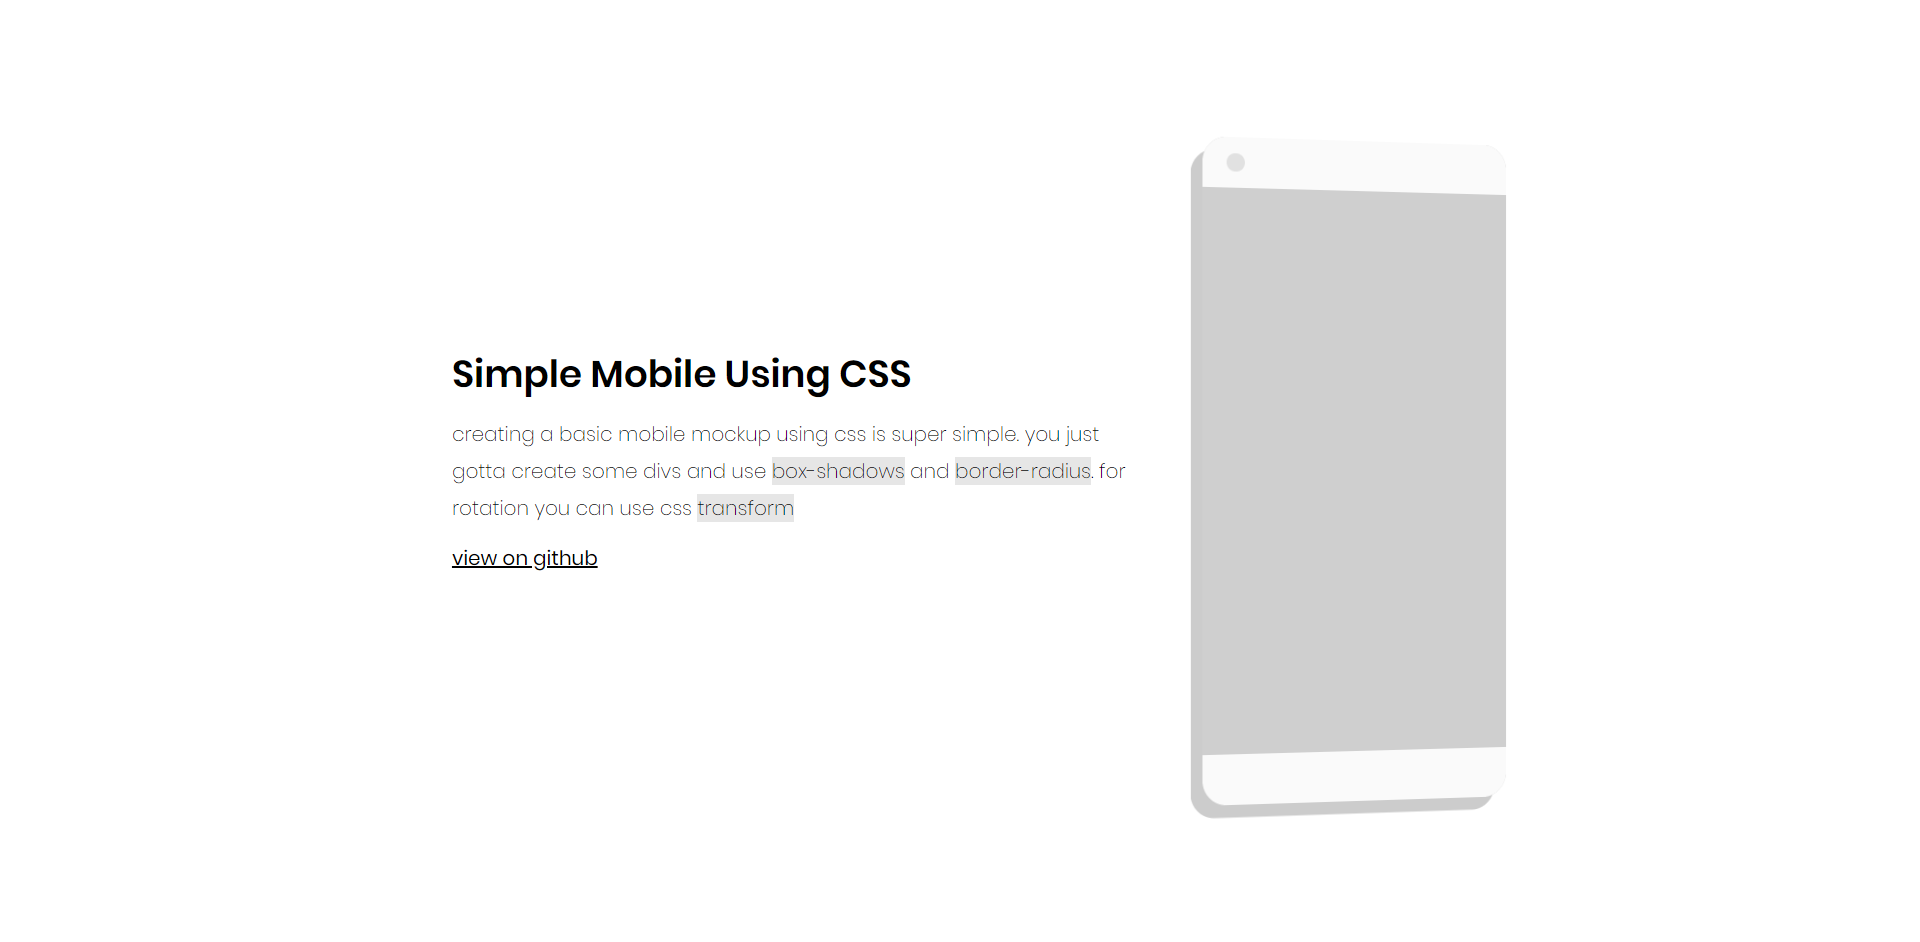 Simple Mobile Using CSS
creating a basic mobile mockup using css is super simple. you just
gotta create some divs and use box-shadows and border-radius. for
rotation you can use css transform
view on github